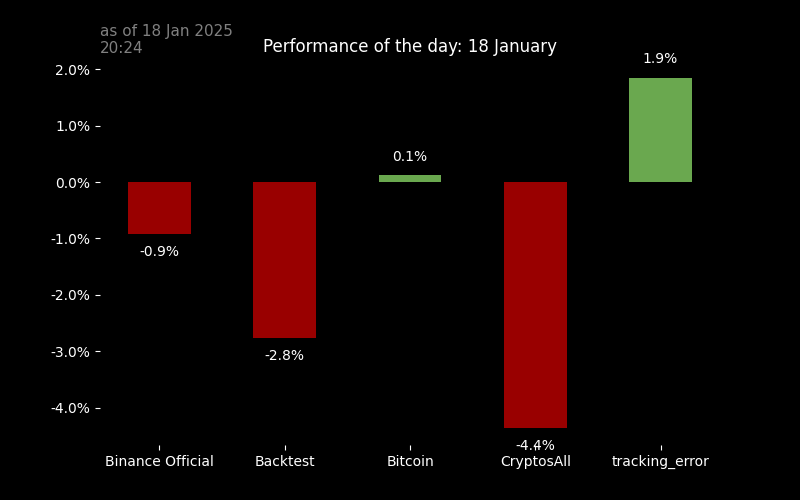 as of 18 Jan 2025
20:24
Performance of the day: 18 January
2.0%
1.0%
0.0%
-1.0%
-2.0%
-3.0%
-4.0%
-0.9%
-2.8%
0.1%
-4.4%
1.9%
Binance Official
Backtest
Bitcoin
CryptosAll
tracking_error